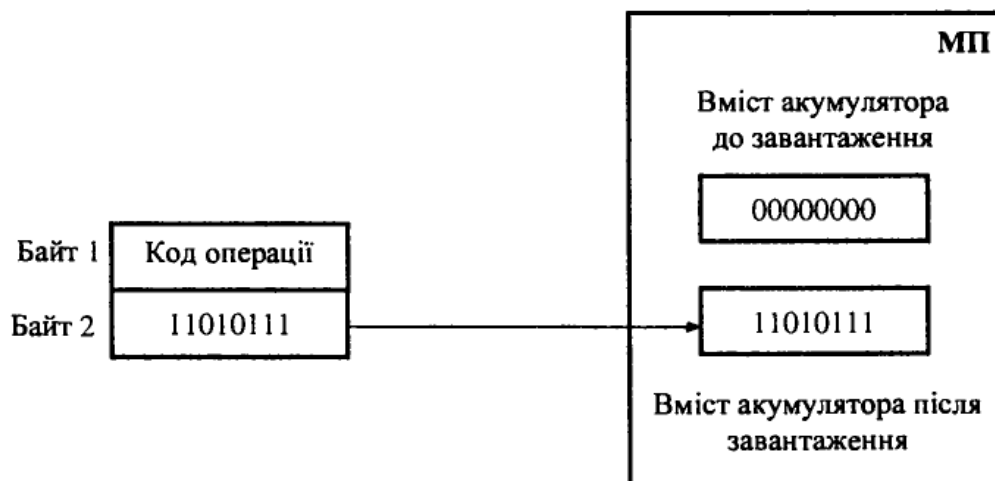 МП
Вміст акумулятора
до завантаження
00000000
Байт 1 Код операції
Байт 2 11010111
11010111
Вміст акумулятора після
завантаження